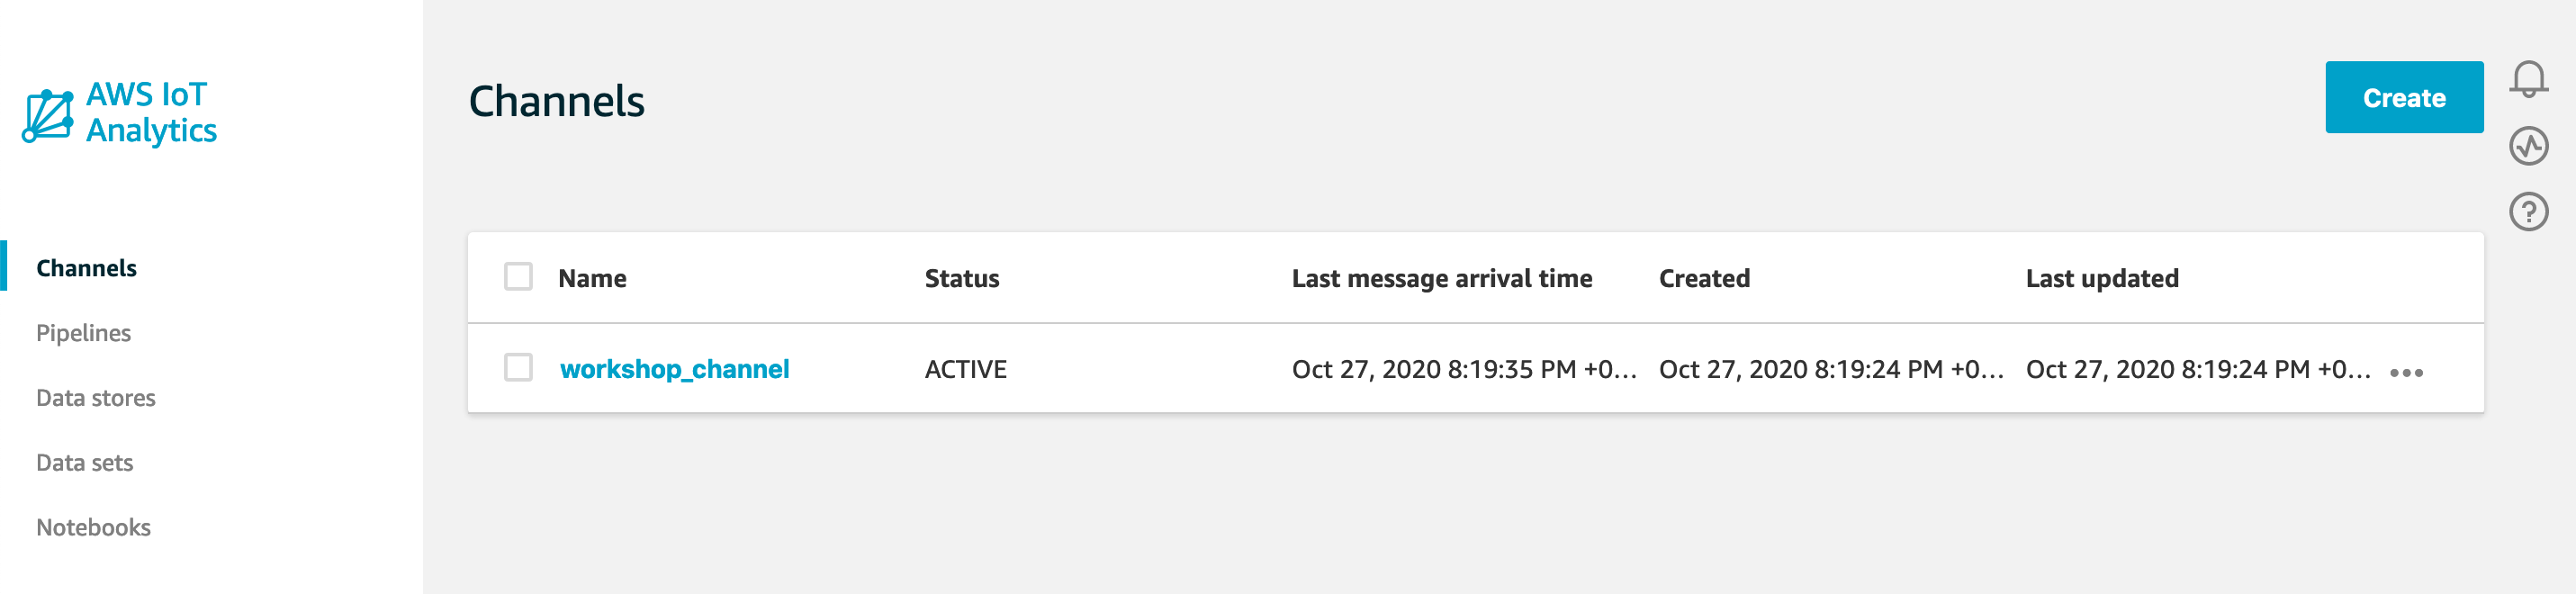 AWS IoT
Analytics
Channels
Pipelines
Data stores
Data sets
Notebooks
Channels
Create
Name Status Last message arrival time Created Last updated
workshop_channel ACTIVE Oct 27, 2020 8:19:35 PM +0... Oct 27, 2020 8:19:24 PM +0... Oct 27, 2020 8:19:24 PM +0...